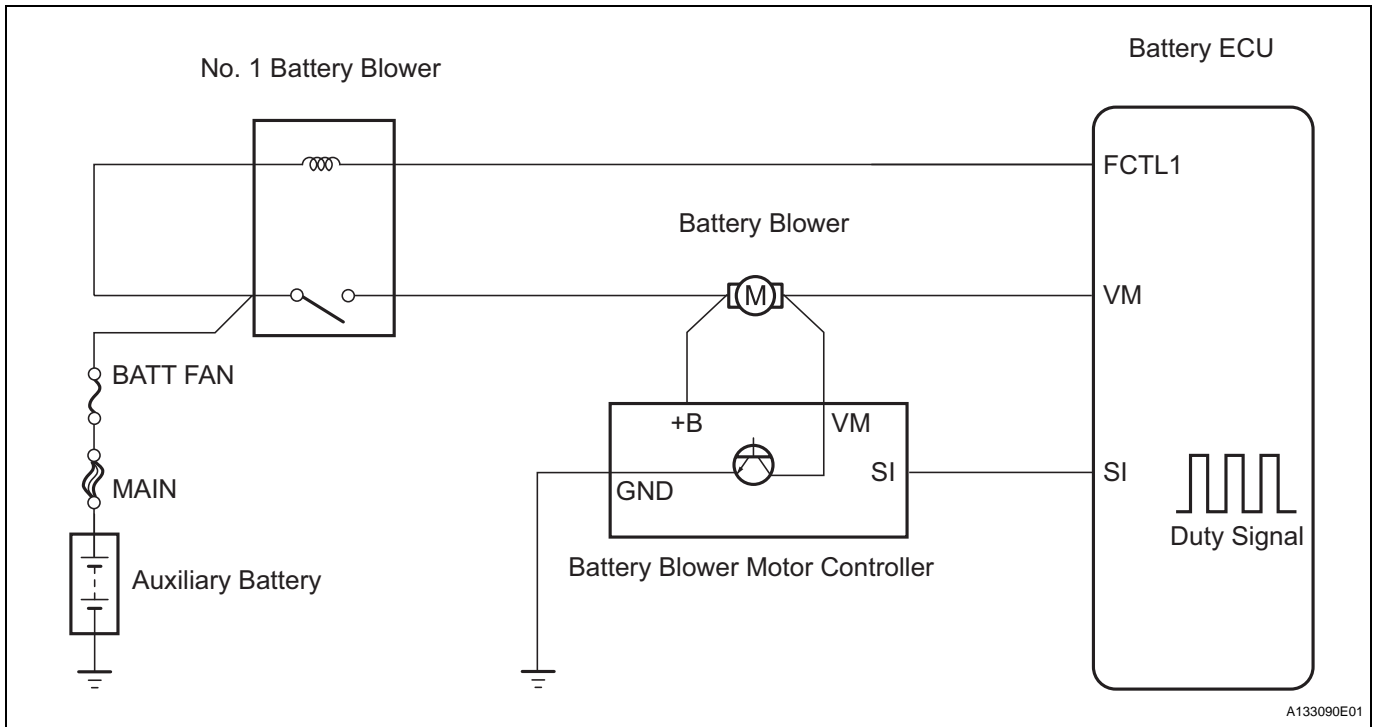 Battery ECU
No. 1 Battery Blower
FCTL1
Battery Blower
M
VM
BATT FAN
+B
VM
MAIN
GND
SI
SI
Duty Signal
Battery Blower Motor Controller
Auxiliary Battery
A133090E01